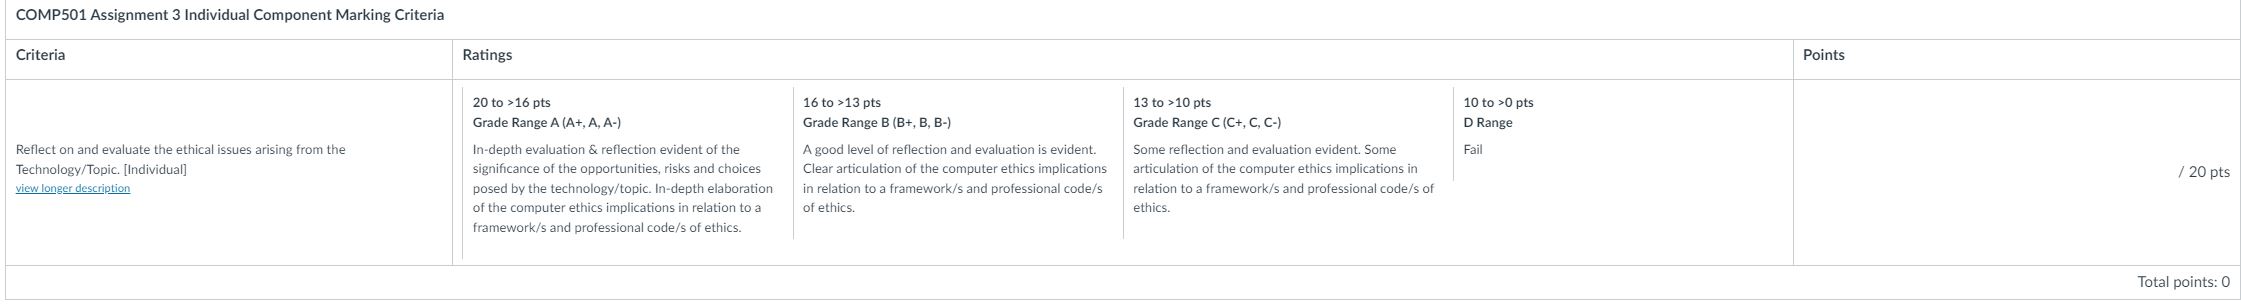 COMP501 Assignment 3 Individual Component Marking Criteria
Criteria
Ratings
Points
Reflect on and evaluate the ethical issues arising from the
Technology/Topic. [Individual]
view longer description
20 to >16 pts
Grade Range A (A+, A, A-)
In-depth evaluation & reflection evident of the
significance of the opportunities, risks and choices
posed by the technology/topic. In-depth elaboration
of the computer ethics implications in relation to a
framework/s and professional code/s of ethics.
16 to >13 pts
Grade Range B (B+, B, B-)
A good level of reflection and evaluation is evident.
Clear articulation of the computer ethics implications
in relation to a framework/s and professional code/s
of ethics.
13 to >10 pts
Grade Range C (C+, C, C-)
Some reflection and evaluation evident. Some
articulation of the computer ethics implications in
relation to a framework/s and professional code/s of
ethics.
10 to >0 pts
D Range
Fail
/ 20 pts
Total points: 0